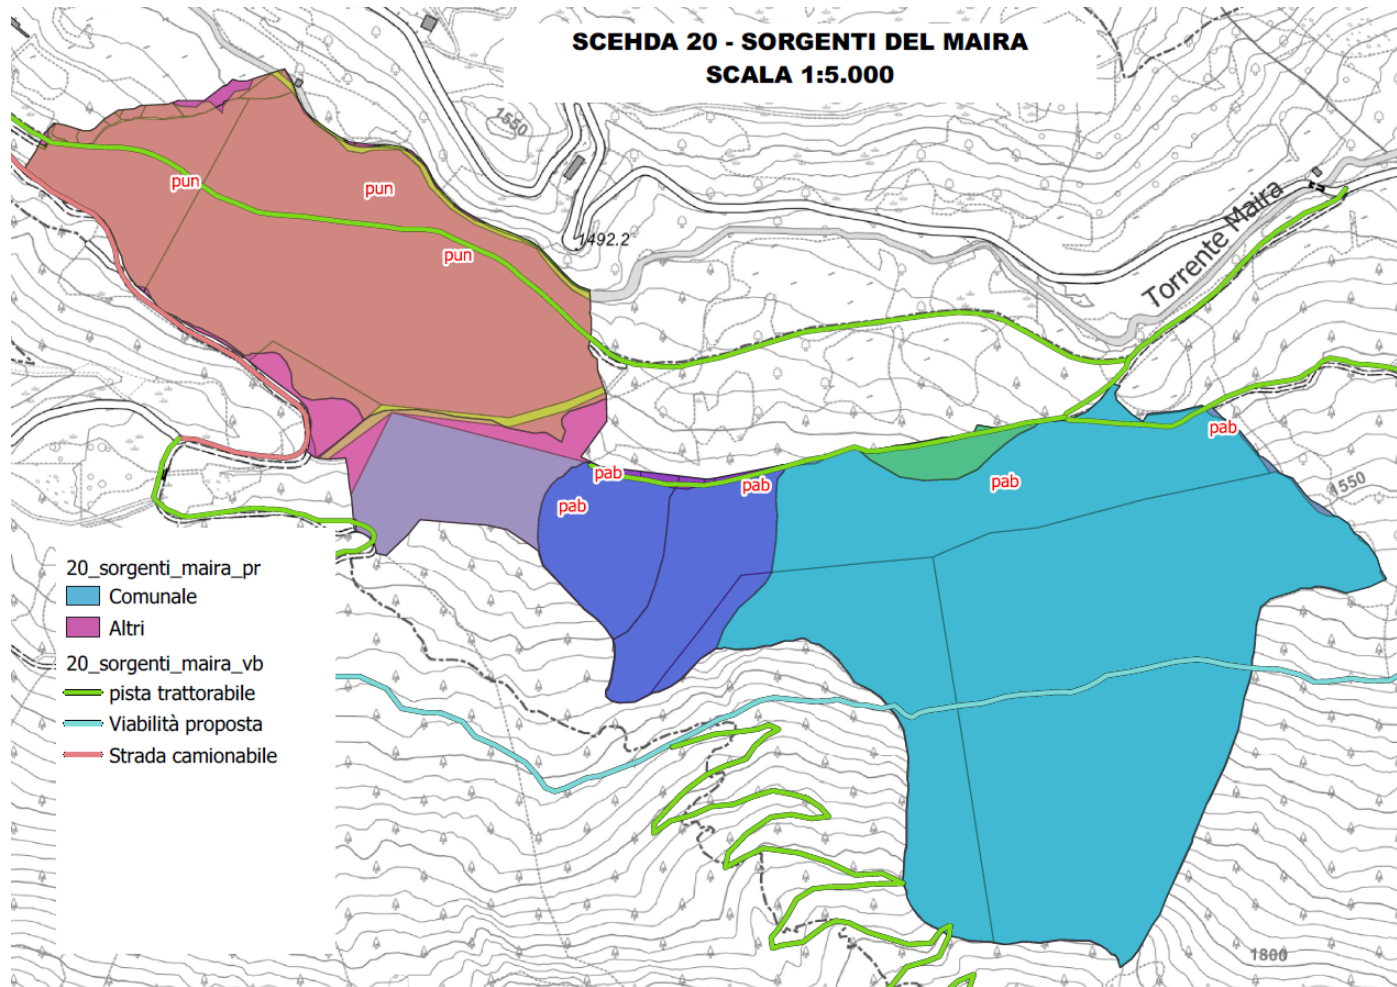 SCEHDA 20 - SORGENTI DEL MAIRA
SCALA 1:5.000
1550
pun
pun
1492.2
pun
Torrente Maira
pab
pab
pab
pab
pab
1550
20_sorgenti_maira_pr
Comunale
Altri
20_sorgenti_maira_vb
pista trattorabile
Viabilità proposta
Strada camionabile
1800